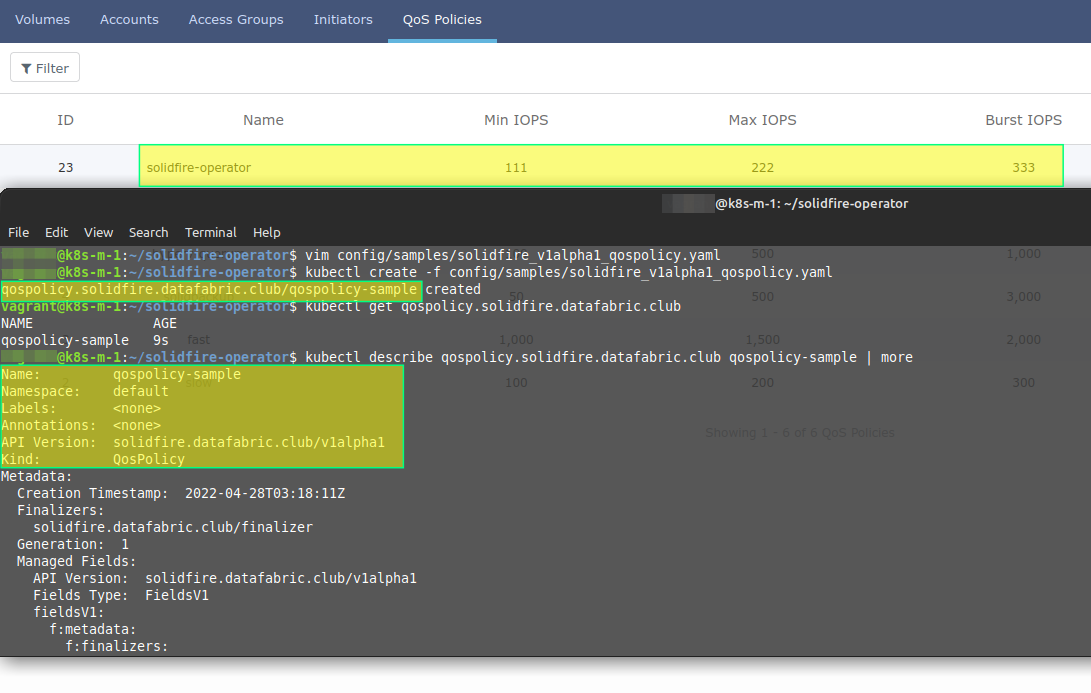 Volumes Accounts Access Groups Initiators QoS Policies
Filter
ID Name Min IOPS Max IOPS Burst IOPS
23 solidfire-operator 111 222 333
@k8s-m-1: ~/solidfire-operator
File Edit View Search Terminal Help
@k8s-m-1:~/solidfire-operator$ vim config/samples/solidfire_v1alpha1_qospolicy.yaml
500 1,000
@k8s-m-1:~/solidfire-operator$ kubectl create -f config/samples/solidfire_v1alpha1_qospolicy.yaml
qospolicy.solidfire.datafabric.club/qospolicy-sample created
50 500 3,000
vagrant@k8s-m-1:~/solidfire-operator$ kubectl get qospolicy.solidfire.datafabric.club
NAME AGE
qospolicy-sample 9s
fast 1,000 1,500 2,000
@k8s-m-1:~/solidfire-operator$ kubectl describe qospolicy.solidfire.datafabric.club qospolicy-sample | more
Name: qospolicy-sample
100 200 300
Namespace: default
Labels: <none>
Annotations: <none>
Showing 1 - 6 of 6 QoS Policies
API Version: solidfire.datafabric.club/v1alpha1
Kind: QosPolicy
Metadata:
Creation Timestamp: 2022-04-28T03:18:11Z
Finalizers:
solidfire.datafabric.club/finalizer
Generation: 1
Managed Fields:
API Version: solidfire.datafabric.club/v1alpha1
Fields Type: FieldsV1
fieldsV1:
f:metadata:
f:finalizers: